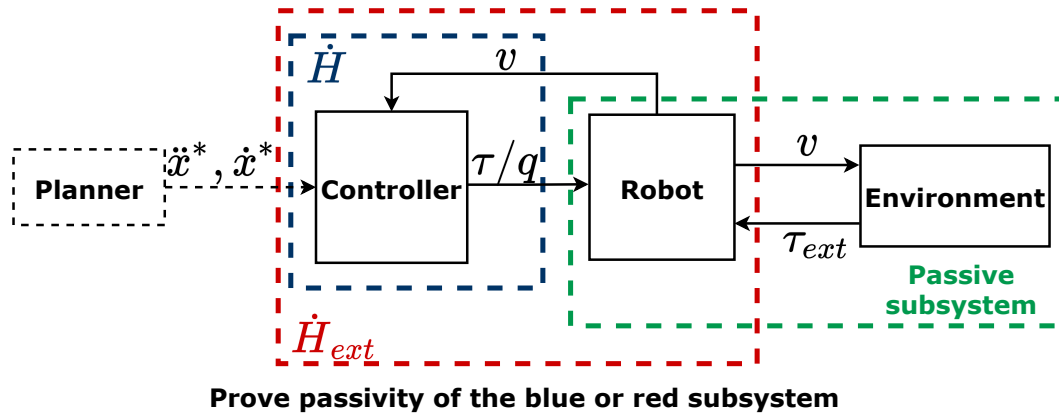 Ḣ
v
ẍ*, ẋ*
τ/q
v
Planner
Controller
Robot
Environment
τ_ext
Passive
subsystem
Ḣ_ext
Prove passivity of the blue or red subsystem